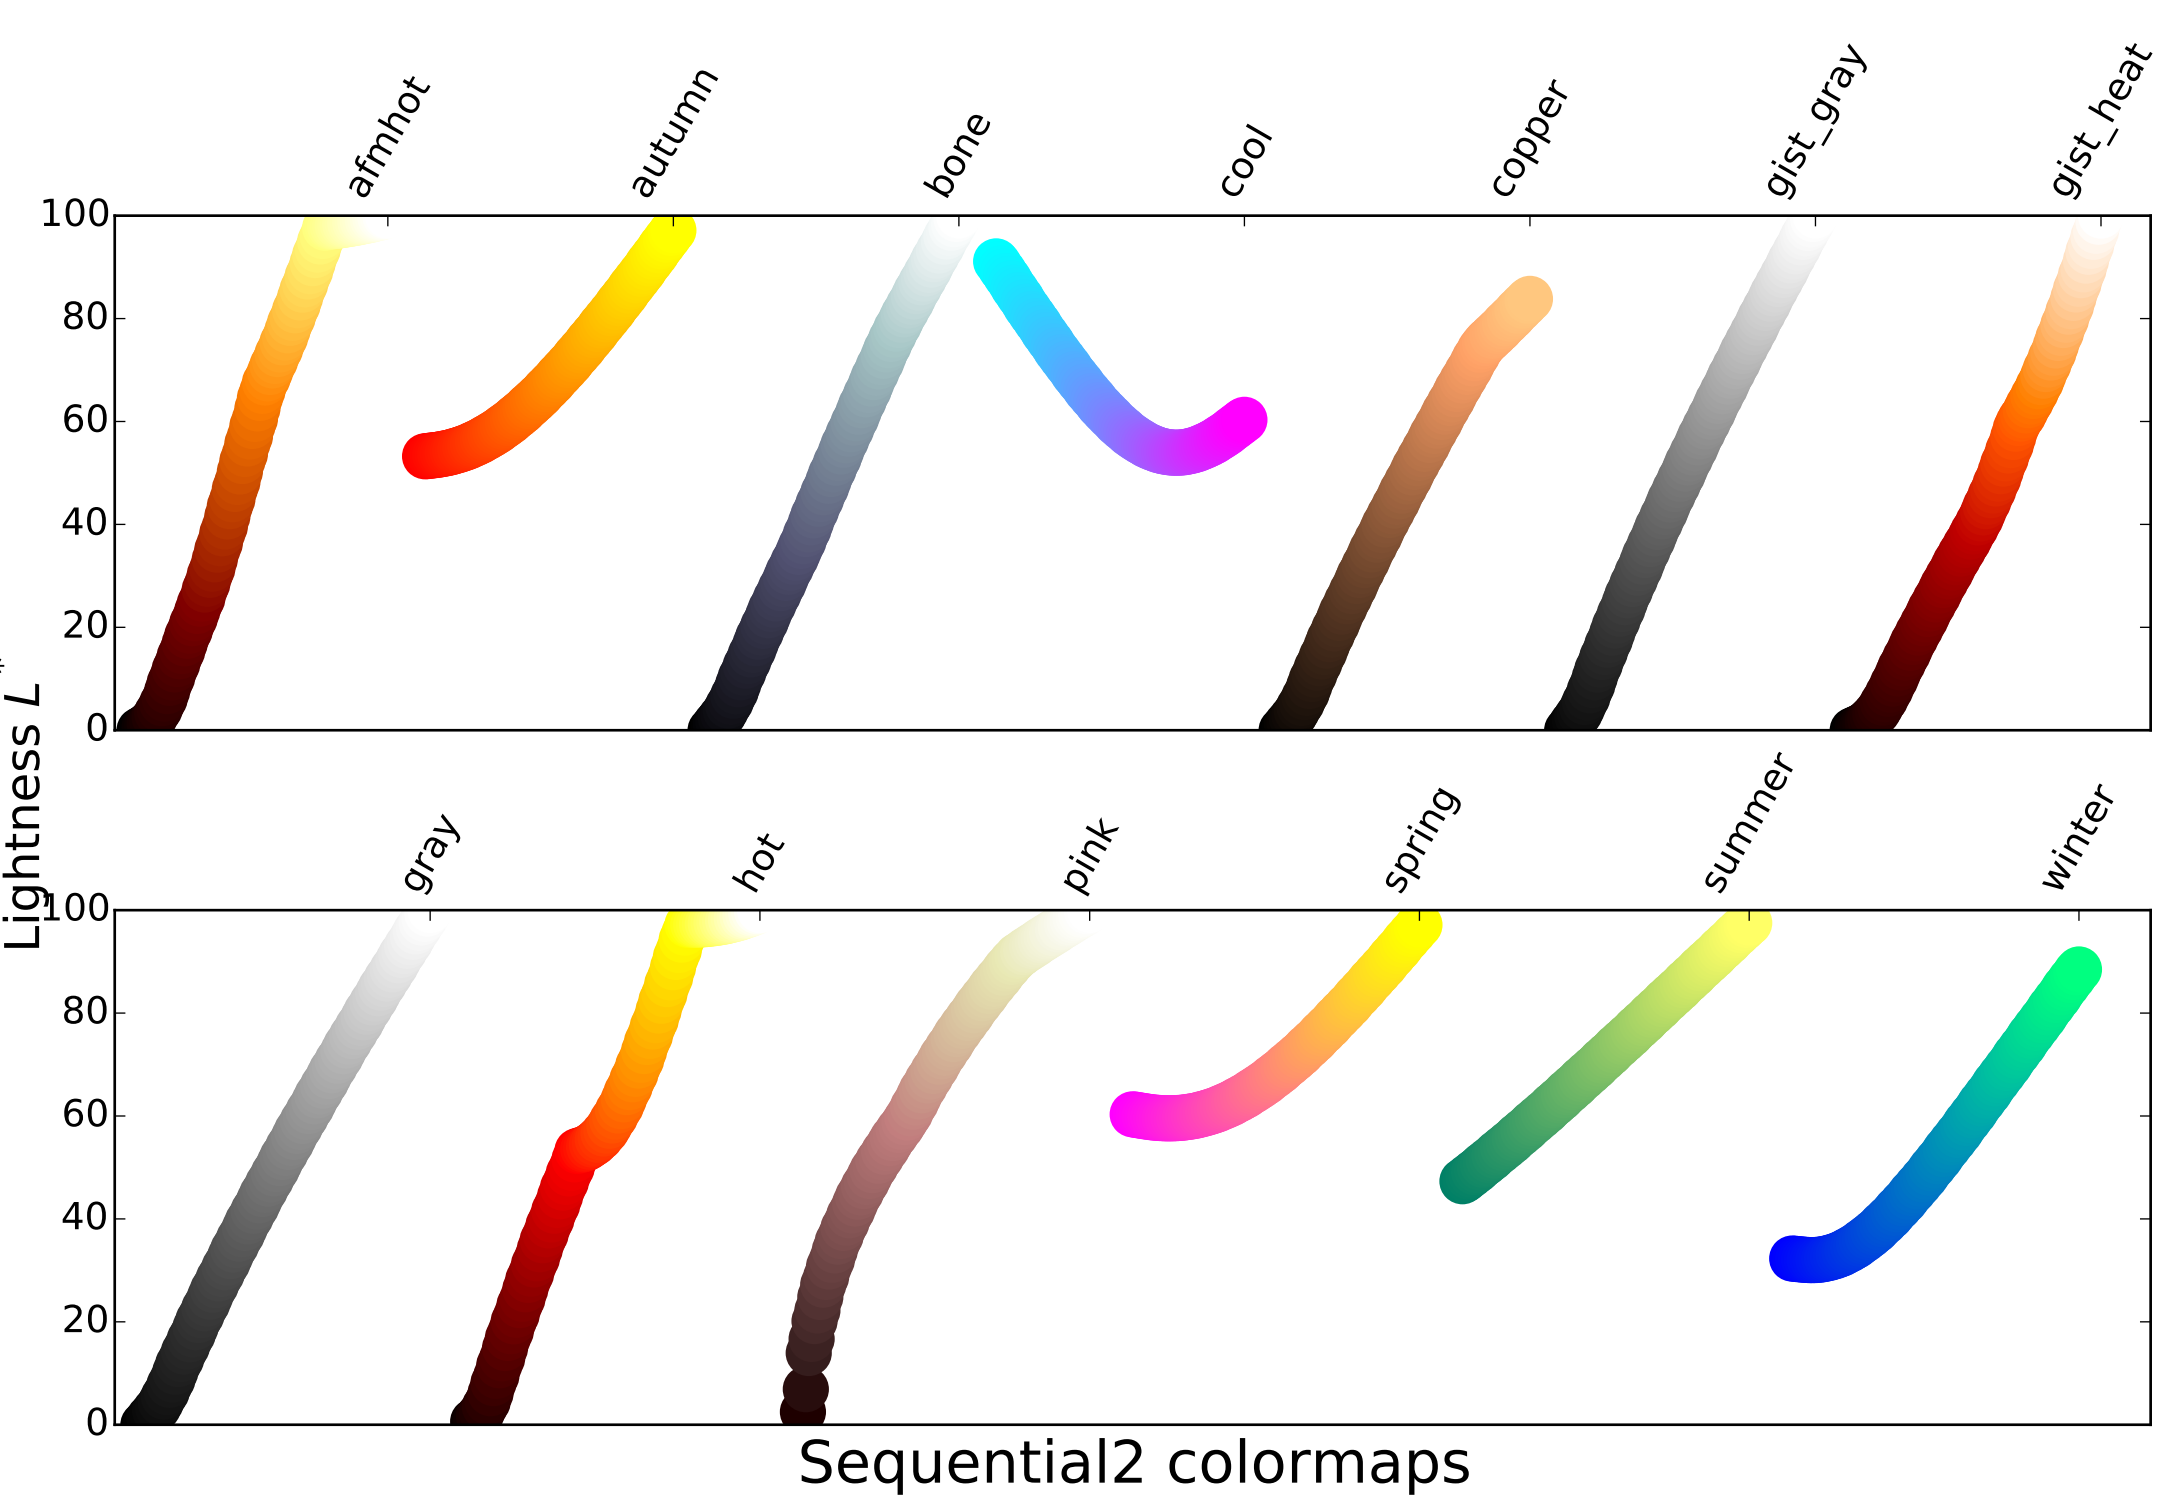 afmhot
autumn
bone
cool
copper
gist_gray
gist_heat
100
80
60
40
20
0
Lightness L*
gray
hot
pink
spring
summer
winter
100
80
60
40
20
0
Sequential2 colormaps